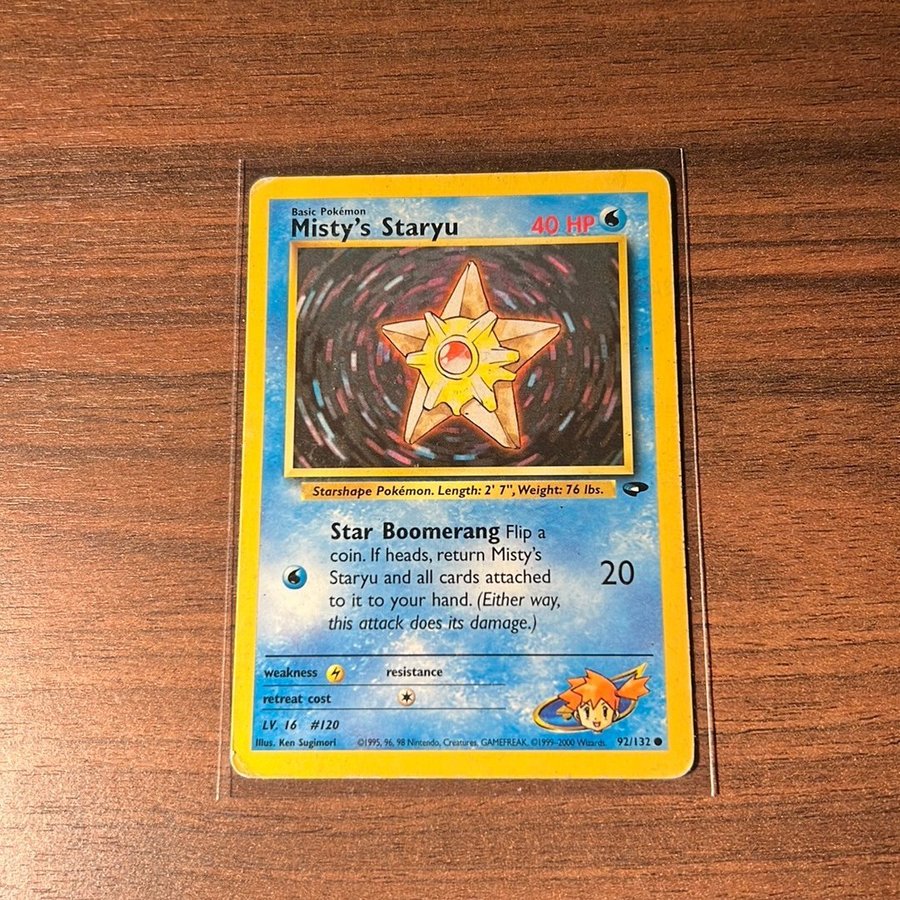 Basic Pokémon
Misty's Staryu 40 HP
Starshape Pokémon. Length: 2' 7", Weight: 76 lbs.
Star Boomerang Flip a
coin. If heads, return Misty's
Staryu and all cards attached
to it to your hand. (Either way,
this attack does its damage.)
20
weakness resistance
retreat cost
LV. 16 #120
Illus. Ken Sugimori ©1995, 96, 98 Nintendo, Creatures, GAMEFREAK. ©1999-2000 Wizards. 92/132